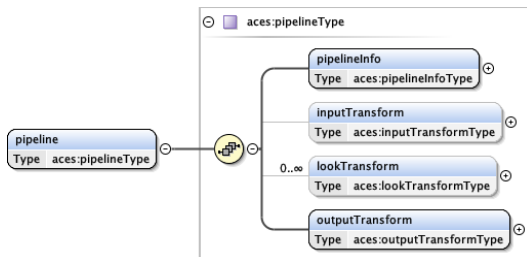 aces:pipelineType
pipelineInfo
Type aces:pipelineInfoType
inputTransform
Type aces:inputTransformType
pipeline
Type aces:pipelineType
0..∞
lookTransform
Type aces:lookTransformType
outputTransform
Type aces:outputTransformType